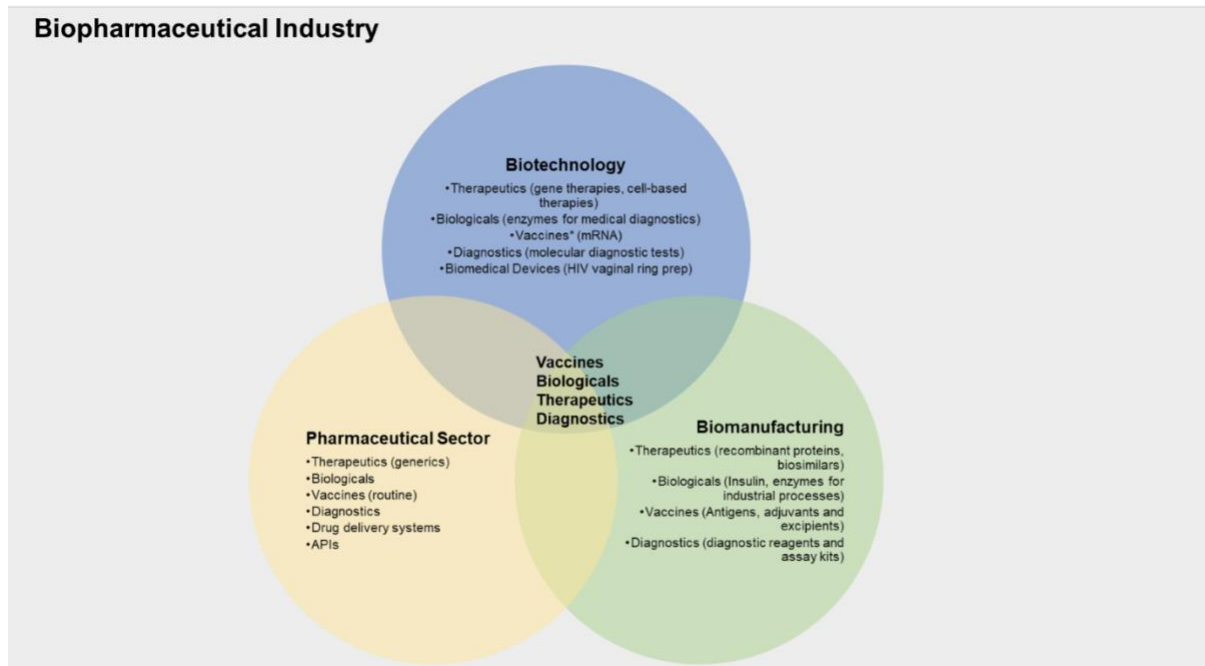 Biopharmaceutical Industry
Biotechnology
•Therapeutics (gene therapies, cell-based
therapies)
•Biologicals (enzymes for medical diagnostics)
•Vaccines* (mRNA)
•Diagnostics (molecular diagnostic tests)
•Biomedical Devices (HIV vaginal ring prep)
Vaccines
Biologicals
Therapeutics
Diagnostics
Pharmaceutical Sector
•Therapeutics (generics)
•Biologicals
•Vaccines (routine)
•Diagnostics
•Drug delivery systems
•APIs
Biomanufacturing
•Therapeutics (recombinant proteins,
biosimilars)
•Biologicals (Insulin, enzymes for
industrial processes)
•Vaccines (Antigens, adjuvants and
excipients)
•Diagnostics (diagnostic reagents and
assay kits)